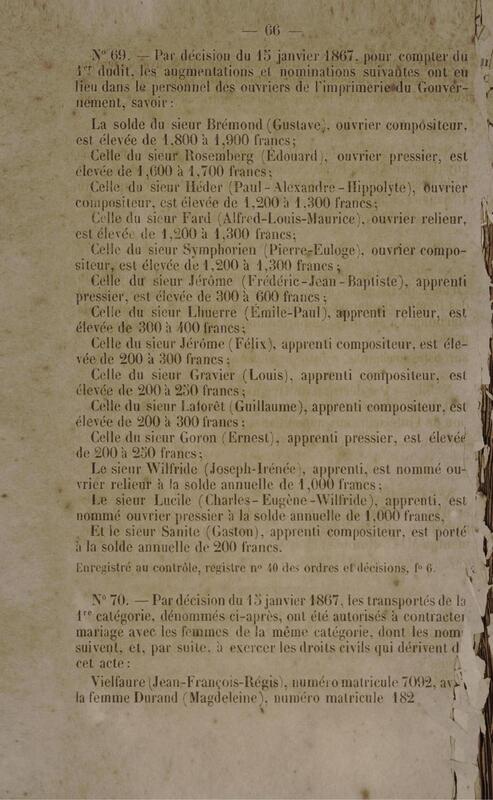 — 66 —
N° 69. — Par décision du 15 janvier 1867, pour compter du
1er dudit, les augmentations et nominations suivantes ont eu
lieu dans le personnel des ouvriers de l'imprimerie du Gouver-
nement, savoir :
La solde du sieur Brémond (Gustave), ouvrier compositeur,
est élevée de 1,800 à 1,900 francs;
Celle du sieur Rosemberg (Édouard), ouvrier pressier, est
élevée de 1,600 à 1,700 francs;
Celle du sieur Héder (Paul-Alexandre-Hippolyte), ouvrier
compositeur, est élevée de 1,200 à 1,300 francs;
Celle du sieur Fard (Alfred-Louis-Maurice), ouvrier relieur,
est élevée de 1,200 à 1,300 francs;
Celle du sieur Symphorien (Pierre-Euloge), ouvrier compo-
siteur, est élevée de 1,200 à 1,300 francs;
Celle du sieur Jérôme (Frédéric-Jean-Baptiste), apprenti
pressier, est élevée de 300 à 600 francs;
Celle du sieur Lhuerre (Émile-Paul), apprenti relieur, est
élevée de 300 à 400 francs;
Celle du sieur Jérôme (Félix), apprenti compositeur, est éle-
vée de 200 à 300 francs;
Celle du sieur Gravier (Louis), apprenti compositeur, est
élevée de 200 à 250 francs;
Celle du sieur Laforêt (Guillaume), apprenti compositeur, est
élevée de 200 à 300 francs;
Celle du sieur Goron (Ernest), apprenti pressier, est élevée
de 200 à 250 francs;
Le sieur Wilfride (Joseph-Irénée), apprenti, est nommé ou-
vrier relieur à la solde annuelle de 1,000 francs;
Le sieur Lucile (Charles-Eugène-Wilfride), apprenti, est
nommé ouvrier pressier à la solde annuelle de 1,000 francs,
Et le sieur Sanite (Gaston), apprenti compositeur, est porté
à la solde annuelle de 200 francs.
Enregistré au contrôle, registre n° 40 des ordres et décisions, f° 6.
N° 70. — Par décision du 15 janvier 1867, les transportés de la
1re catégorie, dénommés ci-après, ont été autorisés à contracter
mariage avec les femmes de la même catégorie, dont les nom
suivent, et, par suite, à exercer les droits civils qui dérivent d
cet acte :
Vielfaure (Jean-François-Régis), numéro matricule 7092, av
la femme Durand (Magdeleine), numéro matricule 182